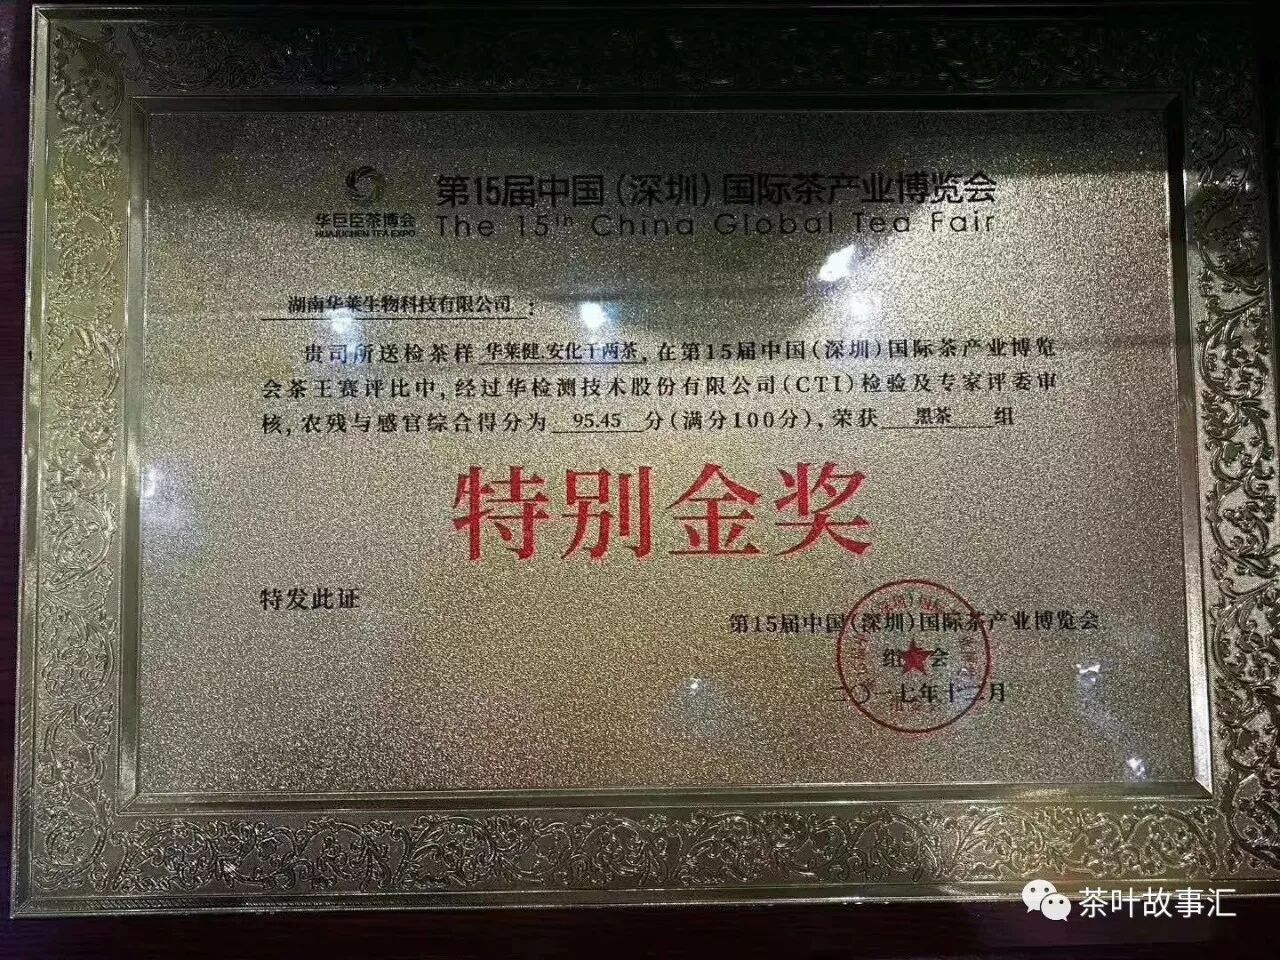 第15届中国（深圳）国际茶产业博览会
华巨臣茶博会
HUAJUCHEN TEA EXPO
The 15th China Global Tea Fair
湖南华莱生物科技有限公司：
贵司所送检茶样 华莱健.安化千两茶，在第15届中国（深圳）国际茶产业博览
会茶王赛评比中，经过华检测技术股份有限公司（CTI）检验及专家评委审
核，农残与感官综合得分为 95.45 分（满分100分），荣获 黑茶 组
特别金奖
特发此证
第15届中国（深圳）国际茶产业博览会
组 会
二〇一七年十二月
茶叶故事汇